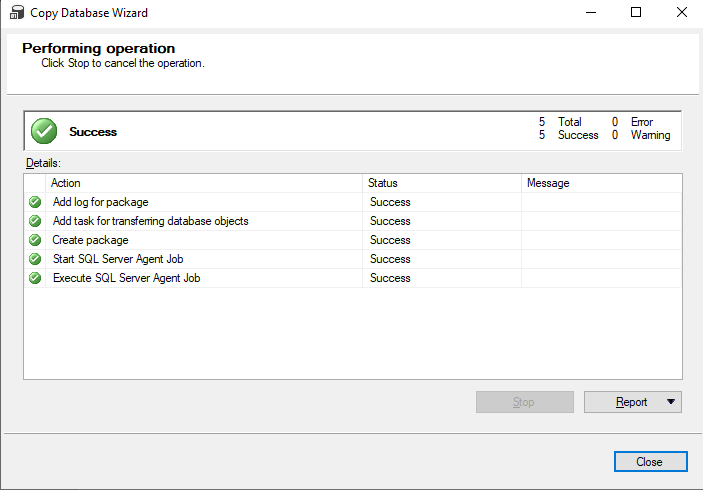 Copy Database Wizard
Performing operation
Click Stop to cancel the operation.
Success
5 Total 0 Error
5 Success 0 Warning
Details:
Action Status Message
Add log for package Success
Add task for transferring database objects Success
Create package Success
Start SQL Server Agent Job Success
Execute SQL Server Agent Job Success
Stop Report
Close